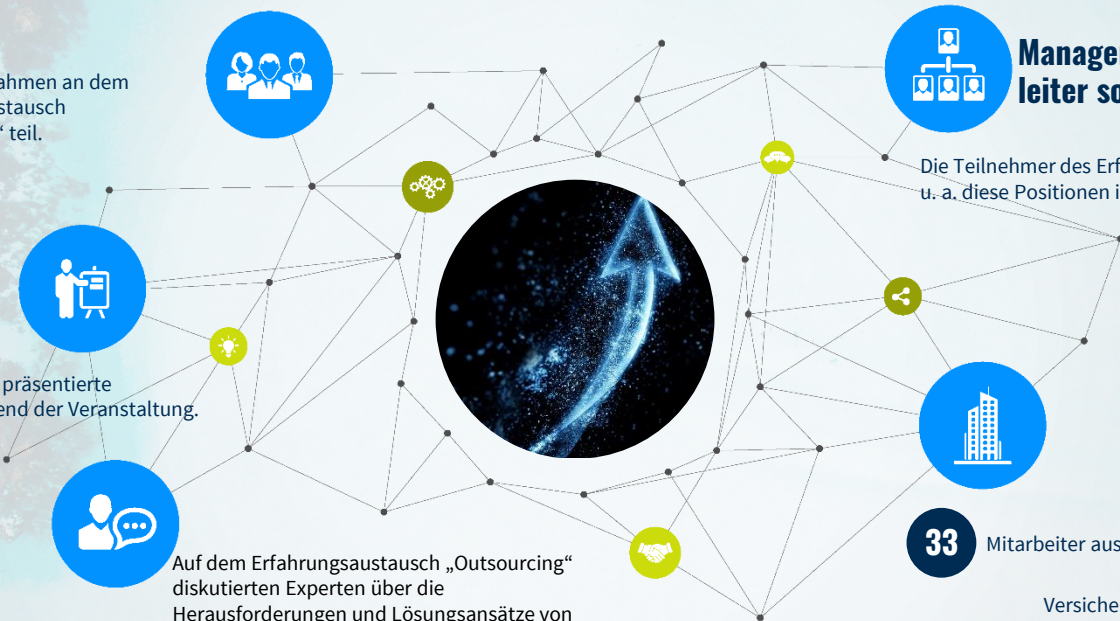 ahmen an dem
stausch
“ teil.
präsentierte
end der Veranstaltung.
Auf dem Erfahrungsaustausch „Outsourcing“
diskutierten Experten über die
Herausforderungen und Lösungsansätze von
Manage
leiter so
Die Teilnehmer des Erf
u. a. diese Positionen i
33 Mitarbeiter aus
Versiche